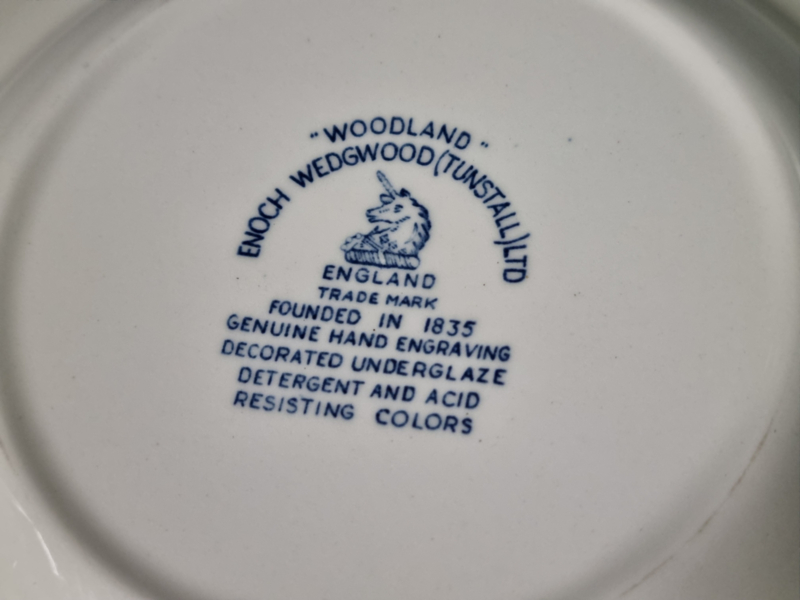 "WOODLAND"
ENOCH WEDGWOOD (TUNSTALL) LTD
ENGLAND
TRADE MARK
FOUNDED IN 1835
GENUINE HAND ENGRAVING
DECORATED UNDERGLAZE
DETERGENT AND ACID
RESISTING COLORS